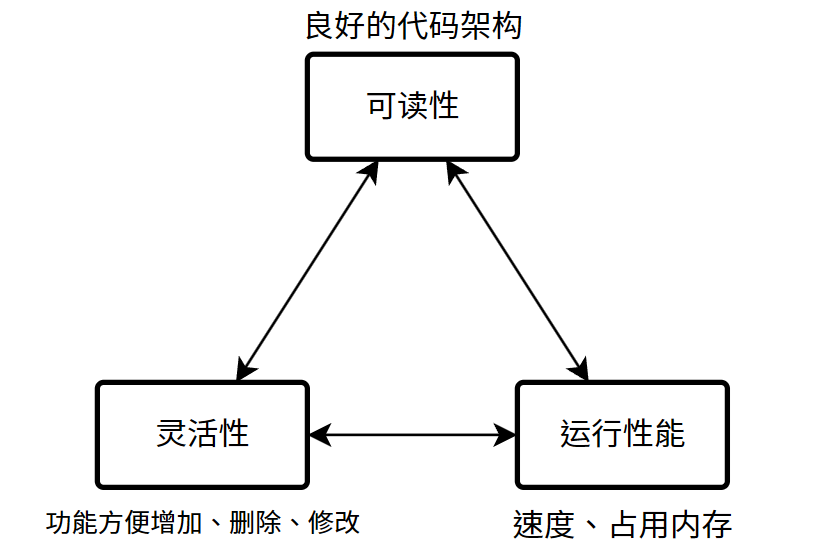 良好的代码架构
可读性
灵活性
运行性能
功能方便增加、删除、修改
速度、占用内存